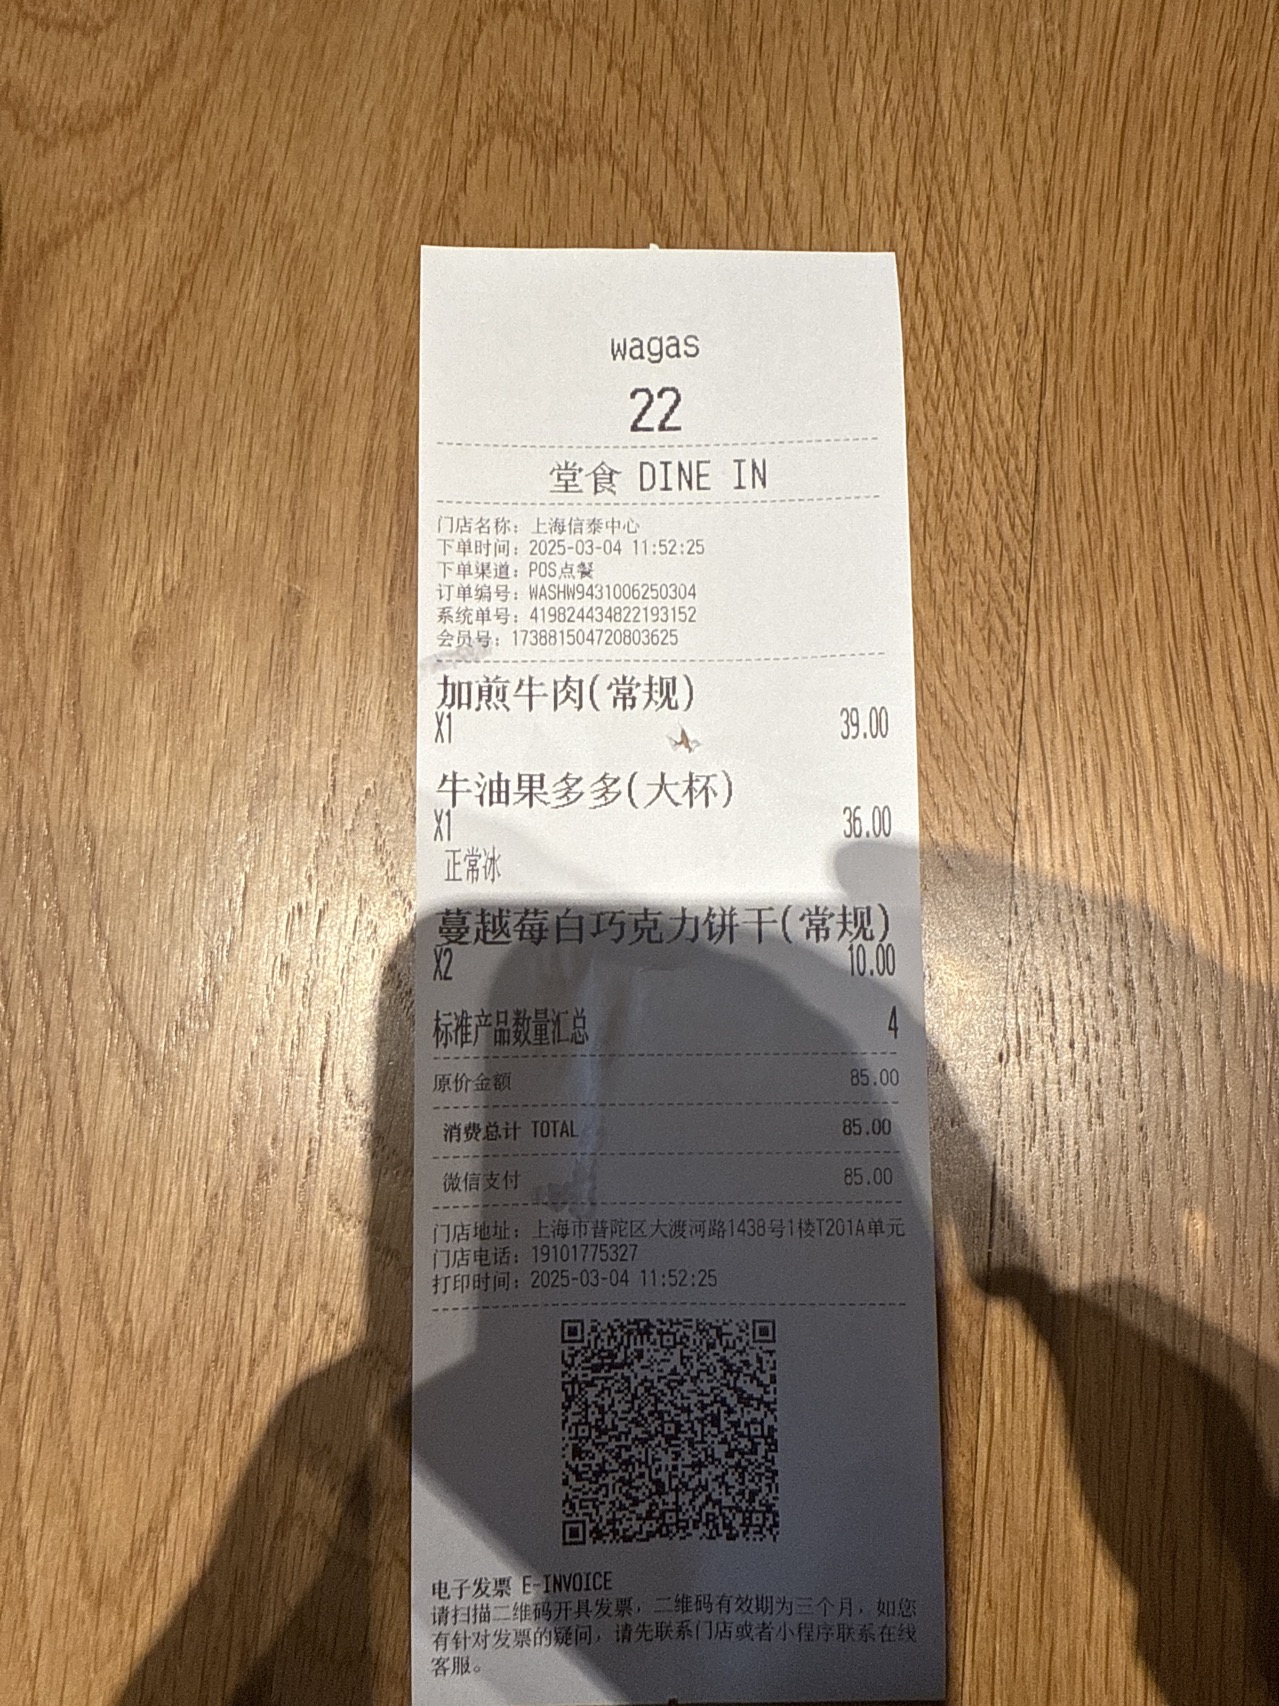 wagas
22
堂食 DINE IN
门店名称：上海信泰中心
下单时间：2025-03-04 11:52:25
下单渠道：POS点餐
订单编号：WASHW9431006250304
系统单号：419824434822193152
会员号：173881504720803625
加煎牛肉(常规)
X1 39.00
牛油果多多(大杯)
X1 36.00
正常冰
蔓越莓白巧克力饼干(常规)
X2 10.00
标准产品数量汇总 4
原价金额 85.00
消费总计 TOTAL 85.00
微信支付 85.00
门店地址：上海市普陀区大渡河路1438号1楼T201A单元
门店电话：19101775327
打印时间：2025-03-04 11:52:25
电子发票 E-INVOICE
请扫描二维码开具发票，二维码有效期为三个月，如您
有针对发票的疑问，请先联系门店或者小程序联系在线
客服。